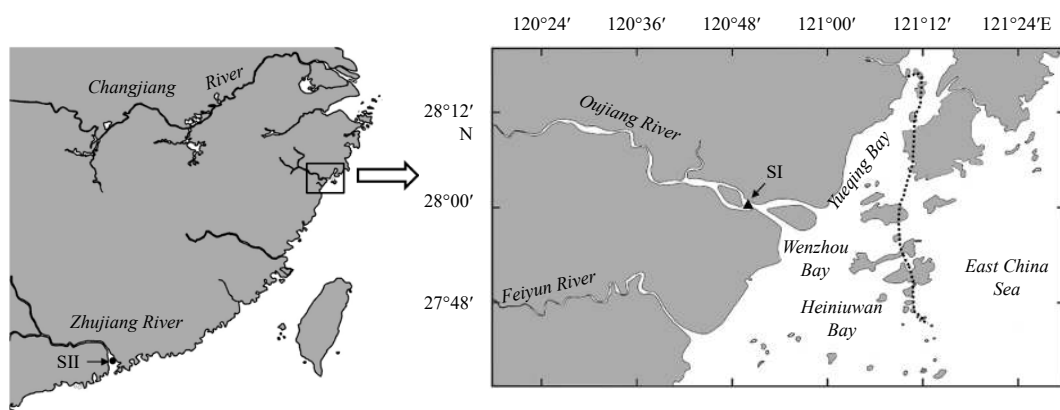 120°24′ 120°36′ 120°48′ 121°00′ 121°12′ 121°24′E
Changjiang
River
28°12′
N
28°00′
27°48′
Zhujiang River
SII
Oujiang River
SI
Yueqing Bay
Wenzhou
Bay
Feiyun River
Heiniuwan
Bay
East China
Sea